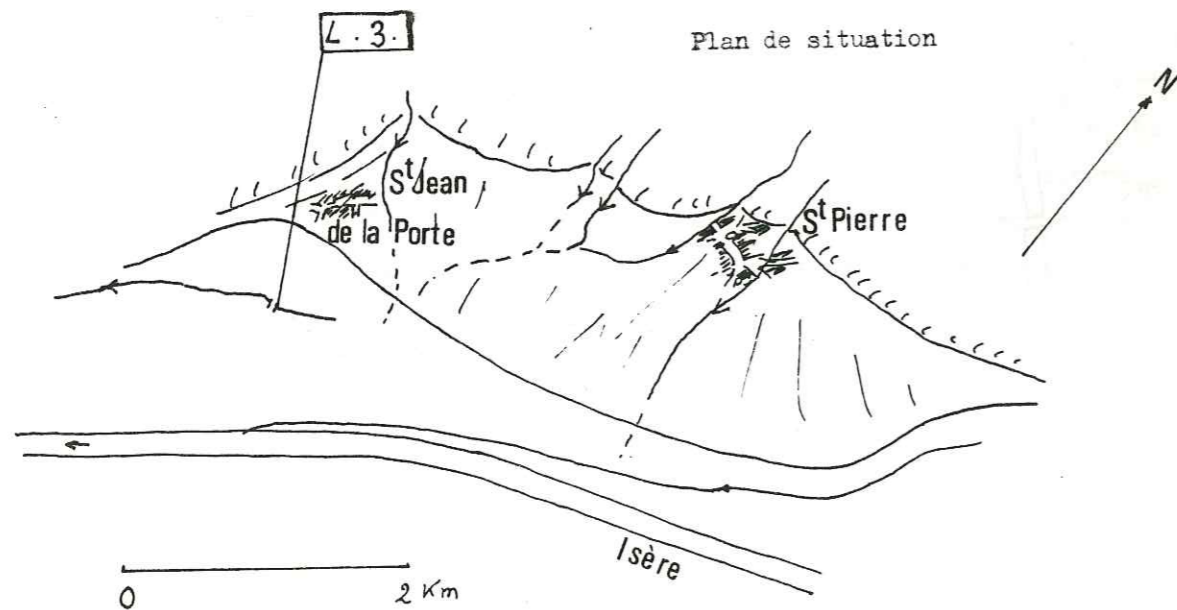 L.3.
Plan de situation
N
St Jean
de la Porte
St Pierre
Isère
0 2 Km